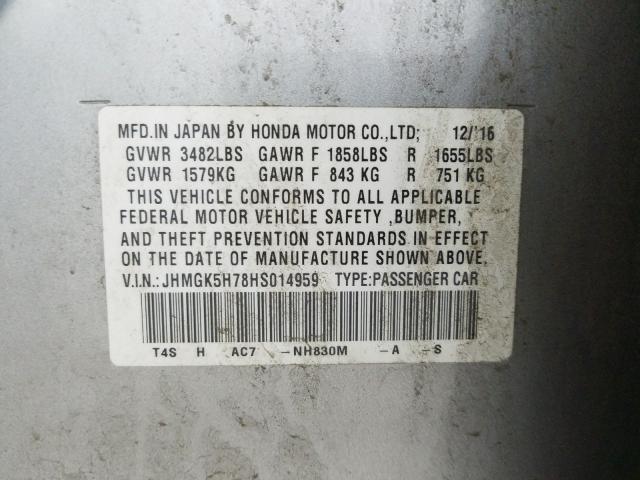 MFD.IN JAPAN BY HONDA MOTOR CO.,LTD; 12/'16
GVWR 3482LBS GAWR F 1858LBS R 1655LBS
GVWR 1579KG GAWR F 843 KG R 751 KG
THIS VEHICLE CONFORMS TO ALL APPLICABLE
FEDERAL MOTOR VEHICLE SAFETY ,BUMPER,
AND THEFT PREVENTION STANDARDS IN EFFECT
ON THE DATE OF MANUFACTURE SHOWN ABOVE.
V.I.N.:JHMGK5H78HS014959 TYPE:PASSENGER CAR
T4S H AC7 -NH830M -A -S